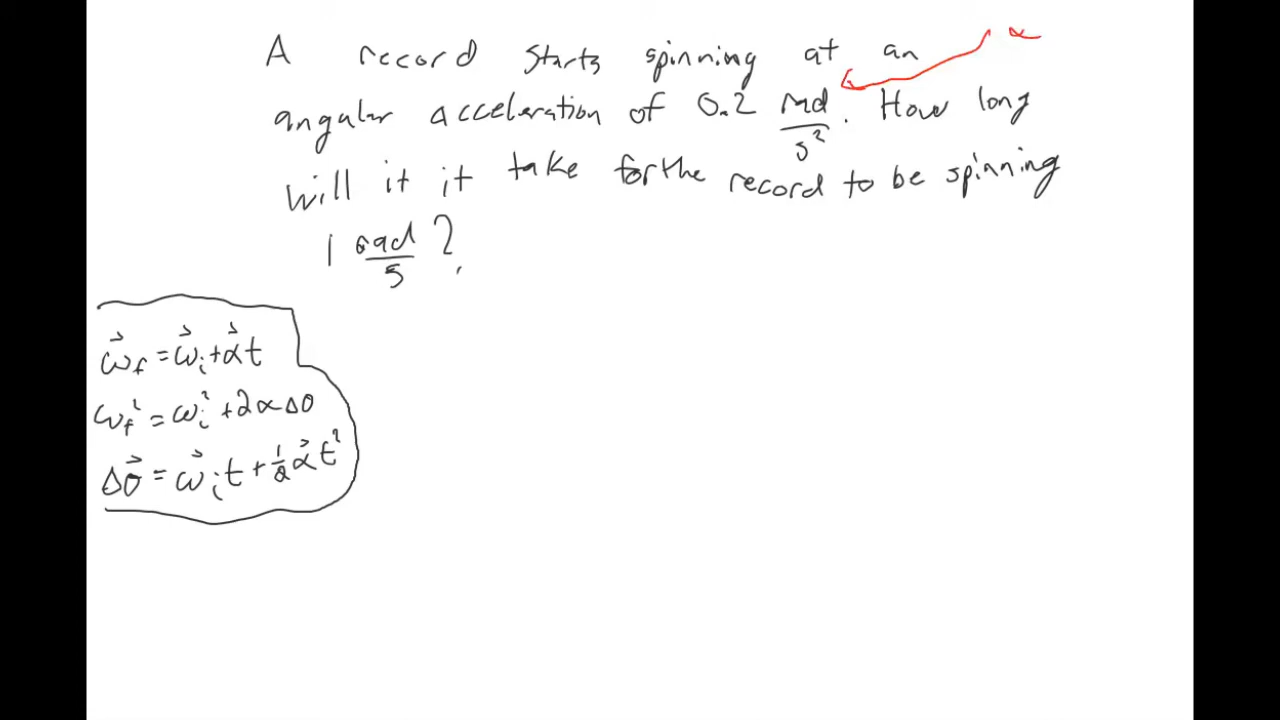 A record starts spinning at an α
angular acceleration of 0.2 rad/s². How long
will it it take for the record to be spinning
1 rad/s ?
ω⃗f = ω⃗i + α⃗t
ωf² = ωi² + 2αΔθ
Δθ⃗ = ω⃗it + ½α⃗t²